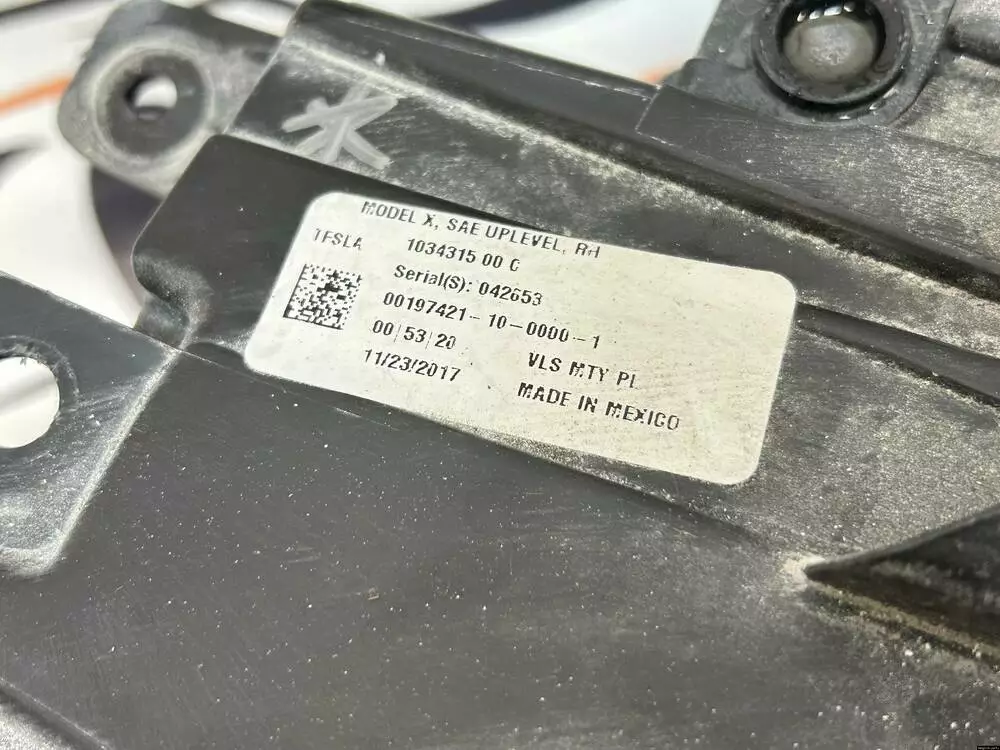 MODEL X, SAE UPLEVEL, RH
TESLA
1034315 00 C
Serial(S): 042653
00197421-10-0000-1
00|53|20
VLS MTY PL
11/23/2017
MADE IN MEXICO